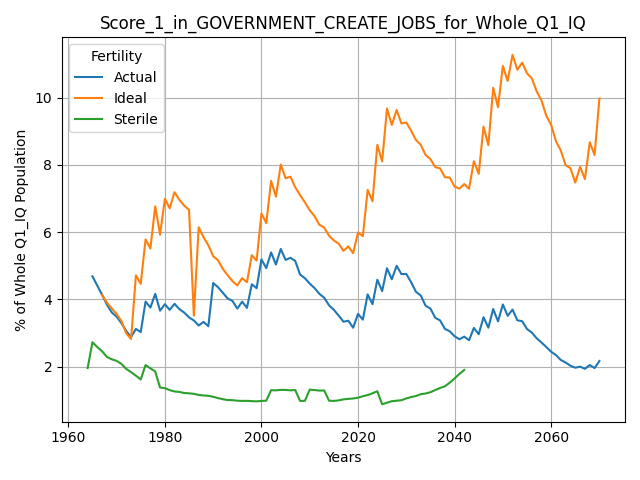 Score_1_in_GOVERNMENT_CREATE_JOBS_for_Whole_Q1_IQ
Fertility
Actual
Ideal
Sterile
% of Whole Q1_IQ Population
10
8
6
4
2
1960
1980
2000
2020
2040
2060
Years